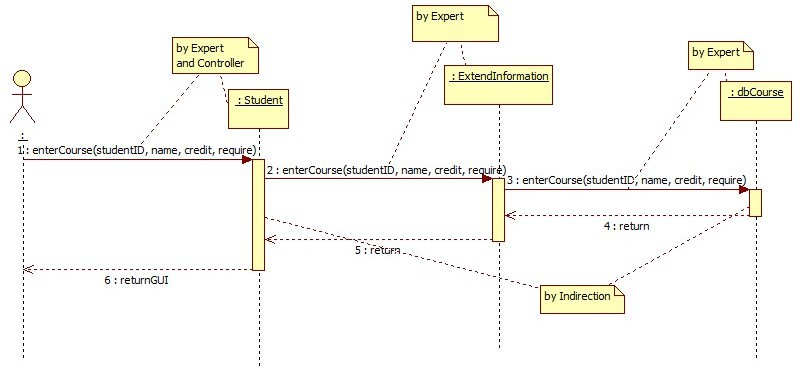 by Expert
by Expert
and Controller
by Expert
: Student
: ExtendInformation
: dbCourse
:
1 : enterCourse(studentID, name, credit, require)
2 : enterCourse(studentID, name, credit, require)
3 : enterCourse(studentID, name, credit, require)
4 : return
5 : return
6 : returnGUI
by Indirection